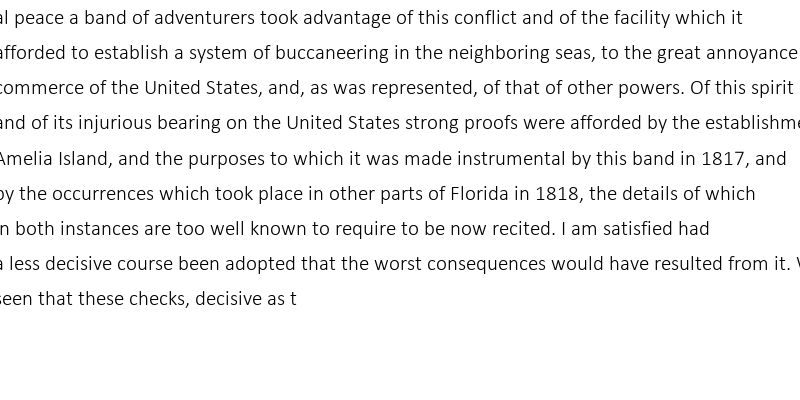 al peace a band of adventurers took advantage of this conflict and of the facility which it
afforded to establish a system of buccaneering in the neighboring seas, to the great annoyance
commerce of the United States, and, as was represented, of that of other powers. Of this spirit
and of its injurious bearing on the United States strong proofs were afforded by the establishme
Amelia Island, and the purposes to which it was made instrumental by this band in 1817, and
by the occurrences which took place in other parts of Florida in 1818, the details of which
in both instances are too well known to require to be now recited. I am satisfied had
a less decisive course been adopted that the worst consequences would have resulted from it.
seen that these checks, decisive as t